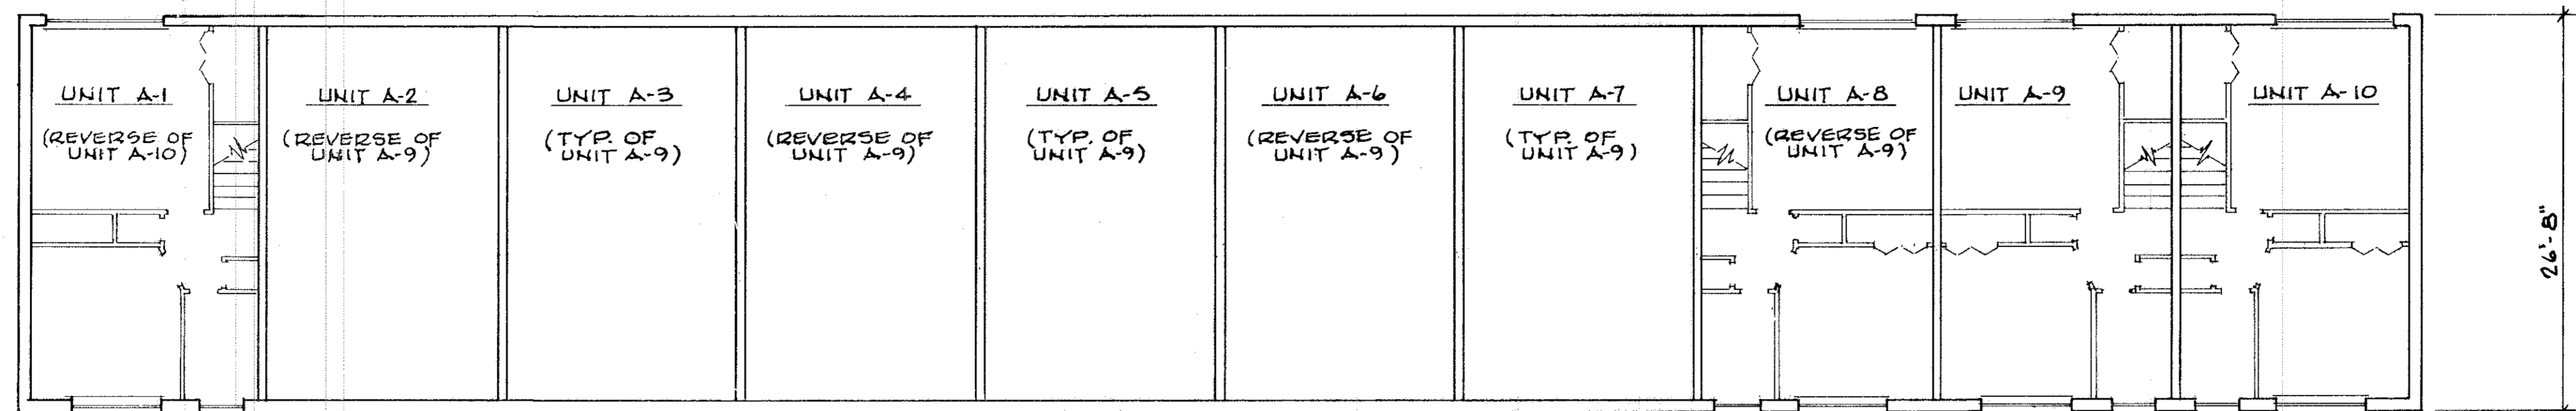 UNIT A-1
(REVERSE OF
UNIT A-10)
UNIT A-2
(REVERSE OF
UNIT A-9)
UNIT A-3
(TYP. OF
UNIT A-9)
UNIT A-4
(REVERSE OF
UNIT A-9)
UNIT A-5
(TYP. OF
UNIT A-9)
UNIT A-6
(REVERSE OF
UNIT A-9)
UNIT A-7
(TYP. OF
UNIT A-9)
UNIT A-8
(REVERSE OF
UNIT A-9)
UNIT A-9
UNIT A-10
26'-8"